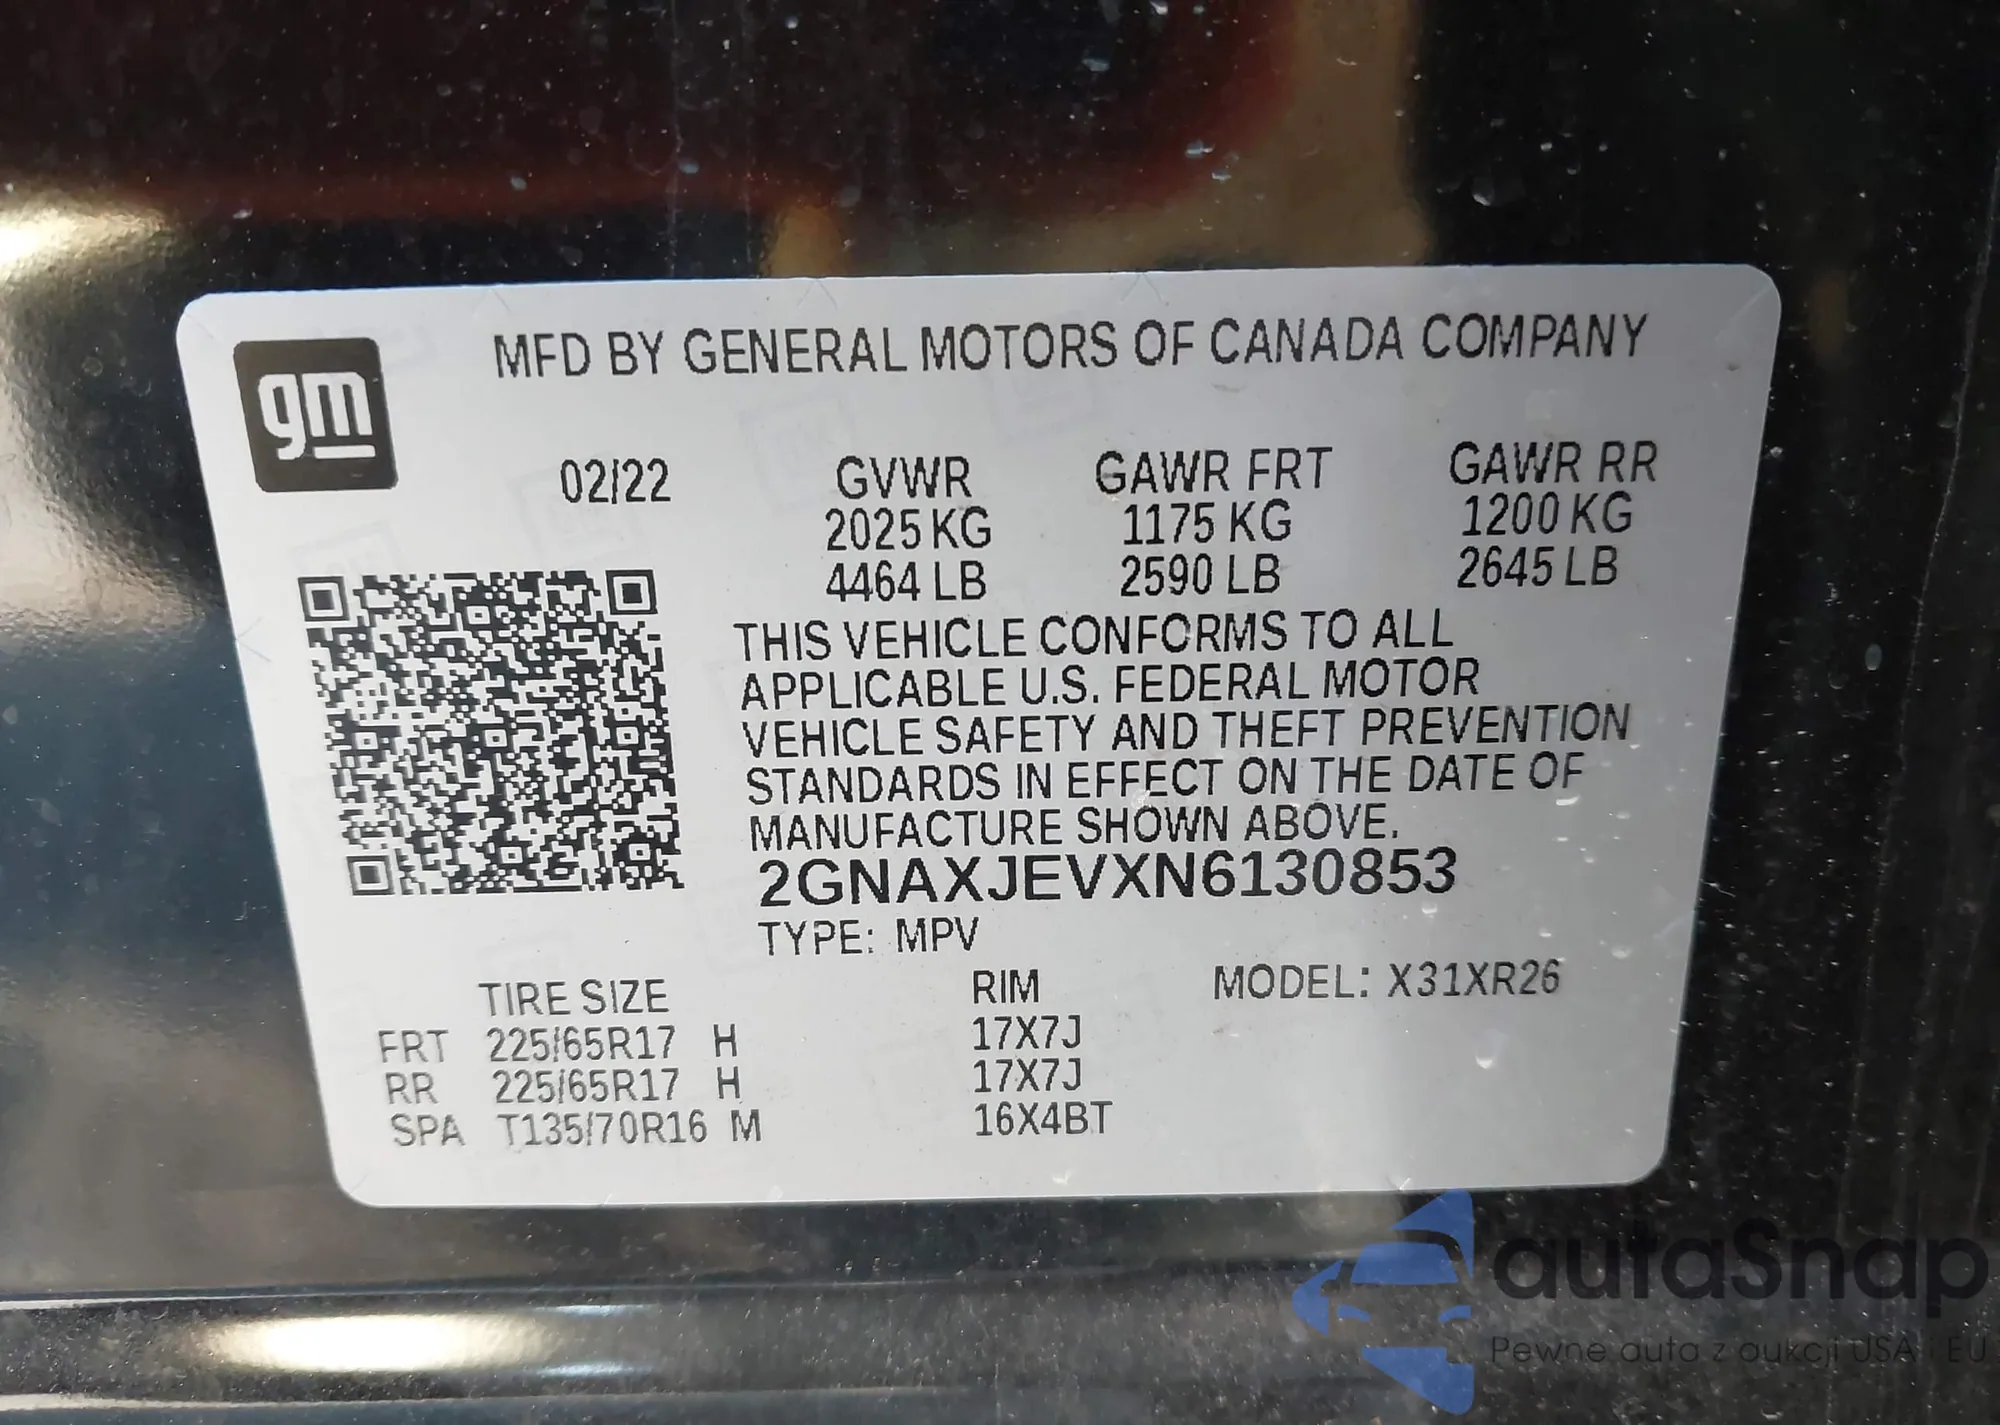 gm
MFD BY GENERAL MOTORS OF CANADA COMPANY
02/22 GVWR GAWR FRT GAWR RR
2025 KG 1175 KG 1200 KG
4464 LB 2590 LB 2645 LB
THIS VEHICLE CONFORMS TO ALL
APPLICABLE U.S. FEDERAL MOTOR
VEHICLE SAFETY AND THEFT PREVENTION
STANDARDS IN EFFECT ON THE DATE OF
MANUFACTURE SHOWN ABOVE.
2GNAXJEVXN6130853
TYPE: MPV
TIRE SIZE RIM MODEL: X31XR26
FRT 225/65R17 H 17X7J
RR 225/65R17 H 17X7J
SPA T135/70R16 M 16X4BT
autaSnap
Pewne auta z aukcji USA i EU